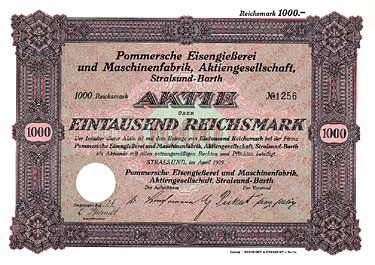 Reichsmark 1000.–
Pommersche Eisengießerei
und Maschinenfabrik, Aktiengesellschaft,
Stralsund-Barth
1000 Reichsmark AKTIE №1256
ÜBER
1000 EINTAUSEND REICHSMARK 1000
Der Inhaber dieser Aktie ist mit dem Betrage von Eintausend Reichsmark bei der Firma
Pommersche Eisengießerei und Maschinenfabrik, Aktiengesellschaft, Stralsund-Barth
als Aktionär mit allen satzungsmäßigen Rechten und Pflichten beteiligt.
STRALSUND, im April 1929.
Pommersche Eisengießerei und Maschinenfabrik,
Aktiengesellschaft, Stralsund-Barth
Der Aufsichtsrat Der Vorstand